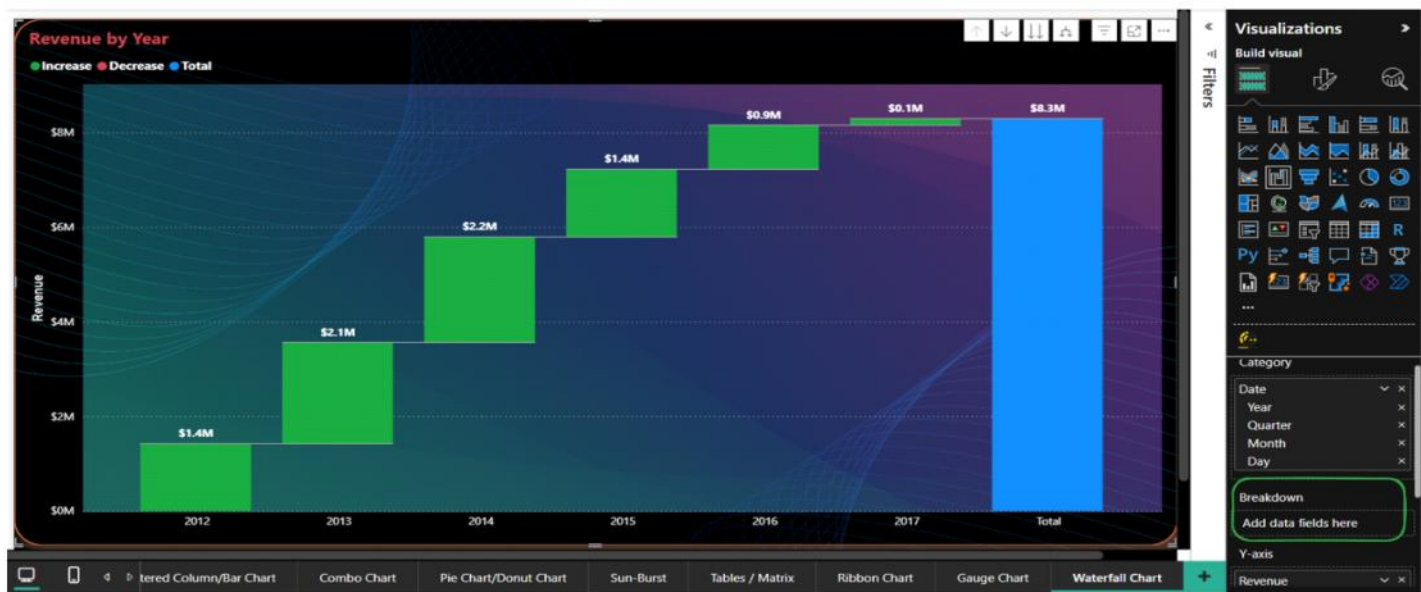 Revenue by Year
Increase Decrease Total
$8M
$6M
$4M
$2M
$0M
Revenue
$1.4M
$2.1M
$2.2M
$1.4M
$0.9M
$0.1M
$8.3M
2012 2013 2014 2015 2016 2017 Total
Filters
Visualizations
Build visual
123
R
Py
Category
Date
Year
Quarter
Month
Day
Breakdown
Add data fields here
Y-axis
Revenue
tered Column/Bar Chart Combo Chart Pie Chart/Donut Chart Sun-Burst Tables / Matrix Ribbon Chart Gauge Chart Waterfall Chart